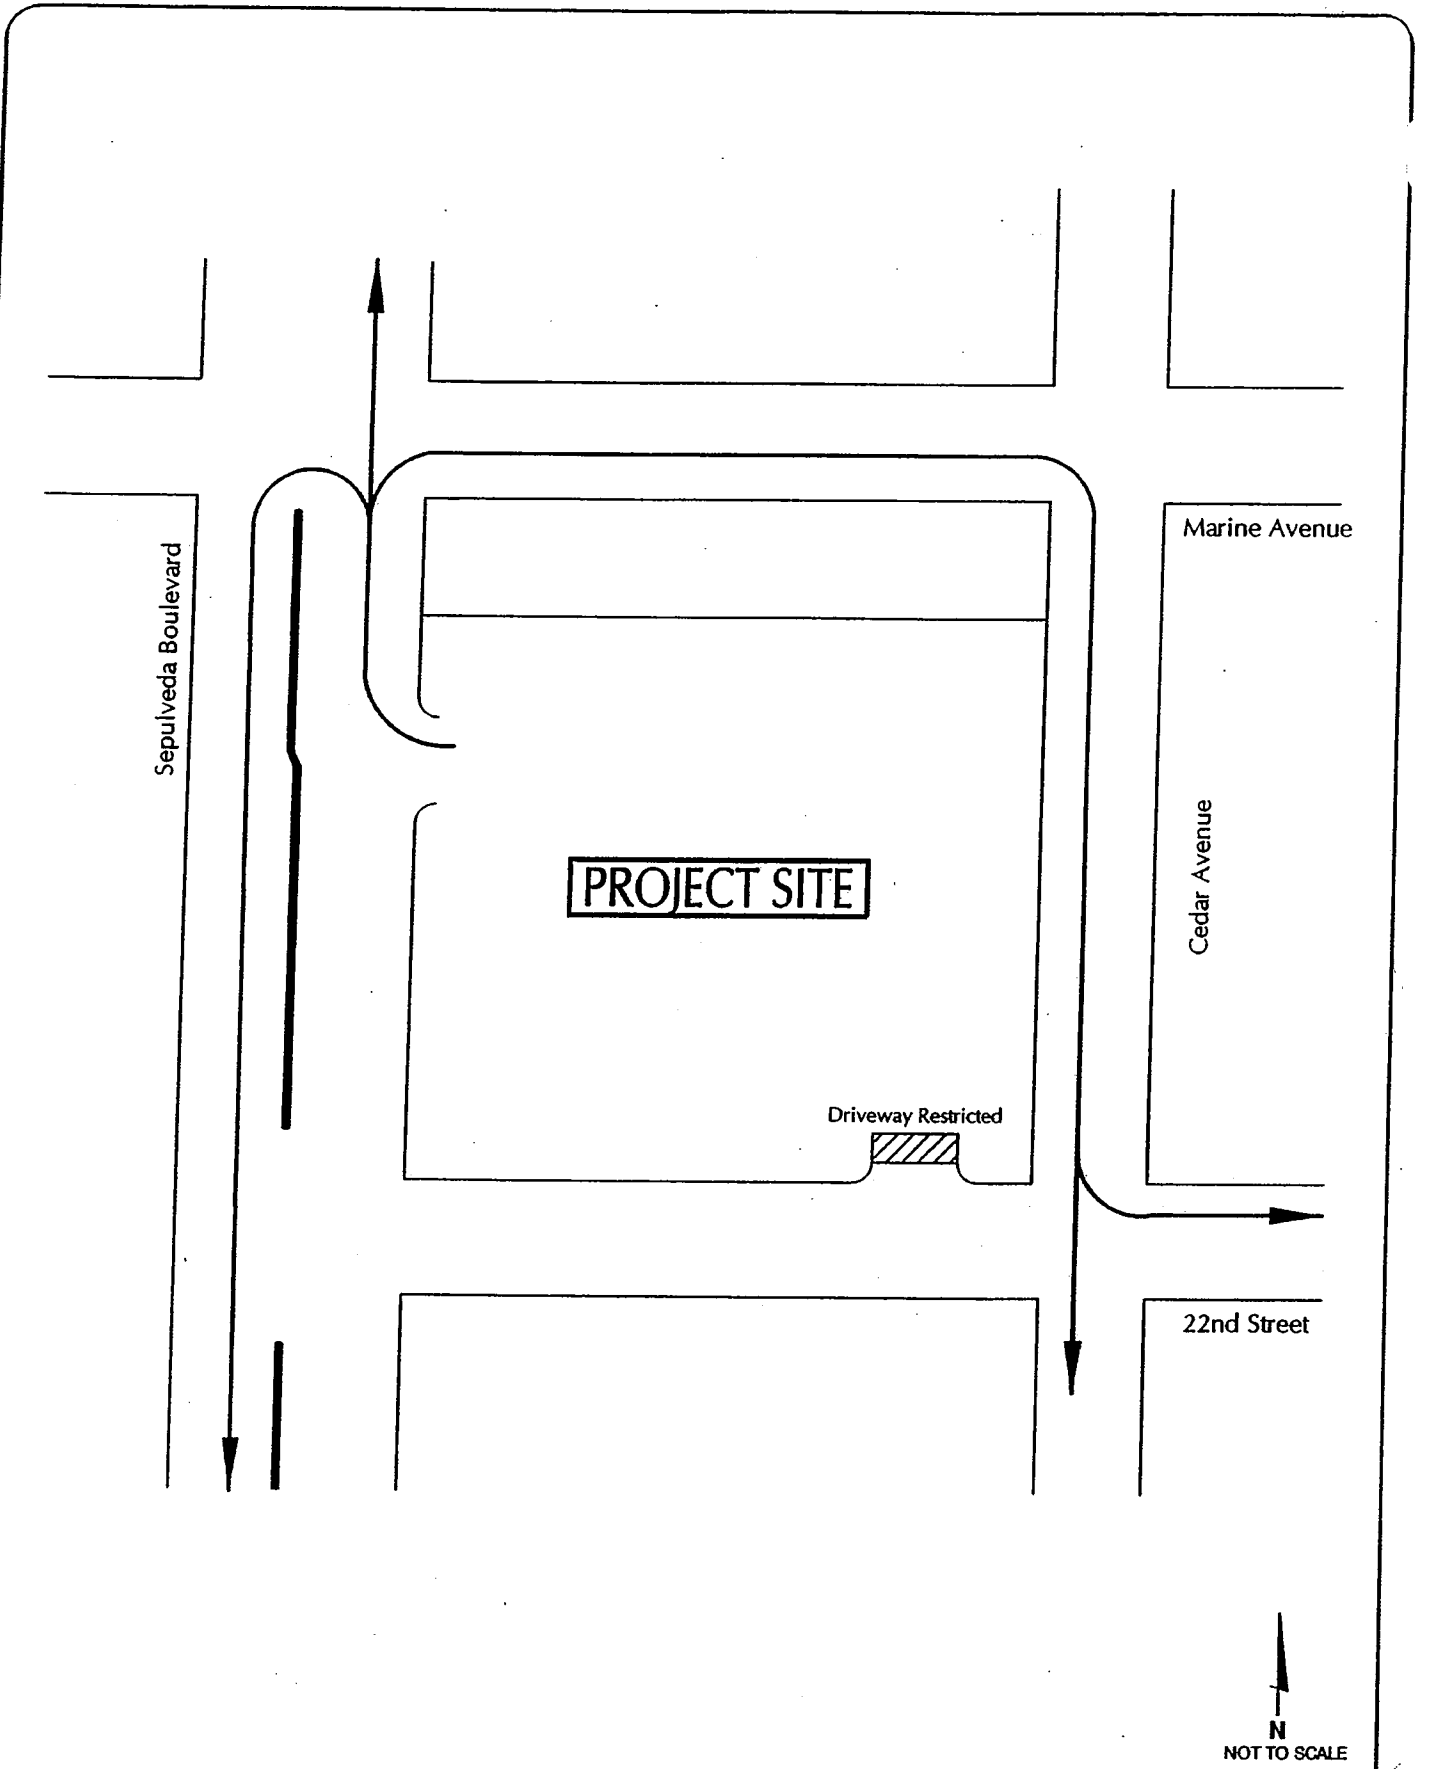 Marine Avenue
Sepulveda Boulevard
Cedar Avenue
PROJECT SITE
Driveway Restricted
22nd Street
N
NOT TO SCALE